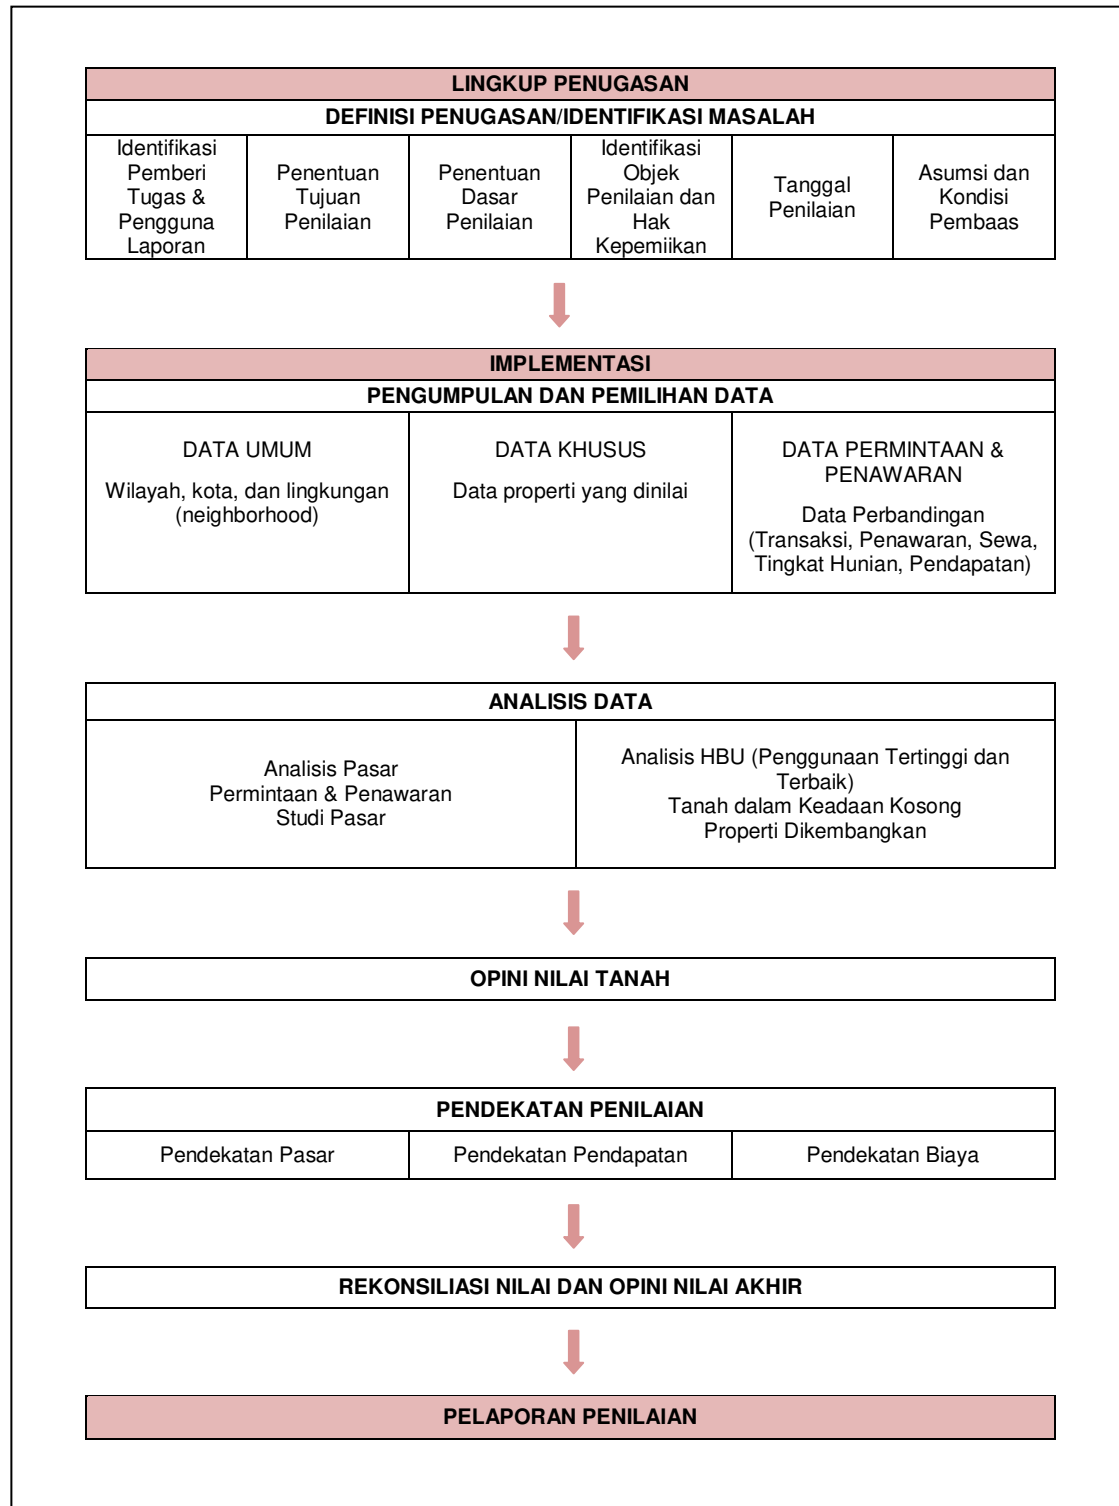 LINGKUP PENUGASAN
DEFINISI PENUGASAN/IDENTIFIKASI MASALAH
Identifikasi
Pemberi
Tugas &
Pengguna
Laporan
Penentuan
Tujuan
Penilaian
Penentuan
Dasar
Penilaian
Identifikasi
Objek
Penilaian dan
Hak
Kepemiikan
Tanggal
Penilaian
Asumsi dan
Kondisi
Pembaas
IMPLEMENTASI
PENGUMPULAN DAN PEMILIHAN DATA
DATA UMUM
Wilayah, kota, dan lingkungan
(neighborhood)
DATA KHUSUS
Data properti yang dinilai
DATA PERMINTAAN &
PENAWARAN
Data Perbandingan
(Transaksi, Penawaran, Sewa,
Tingkat Hunian, Pendapatan)
ANALISIS DATA
Analisis Pasar
Permintaan & Penawaran
Studi Pasar
Analisis HBU (Penggunaan Tertinggi dan
Terbaik)
Tanah dalam Keadaan Kosong
Properti Dikembangkan
OPINI NILAI TANAH
PENDEKATAN PENILAIAN
Pendekatan Pasar
Pendekatan Pendapatan
Pendekatan Biaya
REKONSILIASI NILAI DAN OPINI NILAI AKHIR
PELAPORAN PENILAIAN